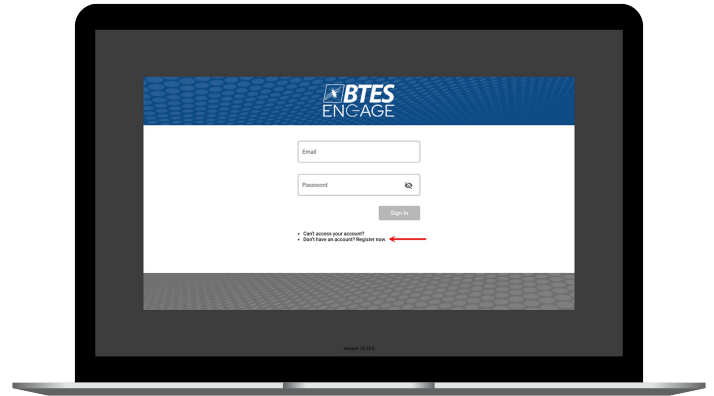 BTES
ENGAGE
Email
Password
Sign In
• Can't access your account?
• Don't have an account? Register now.